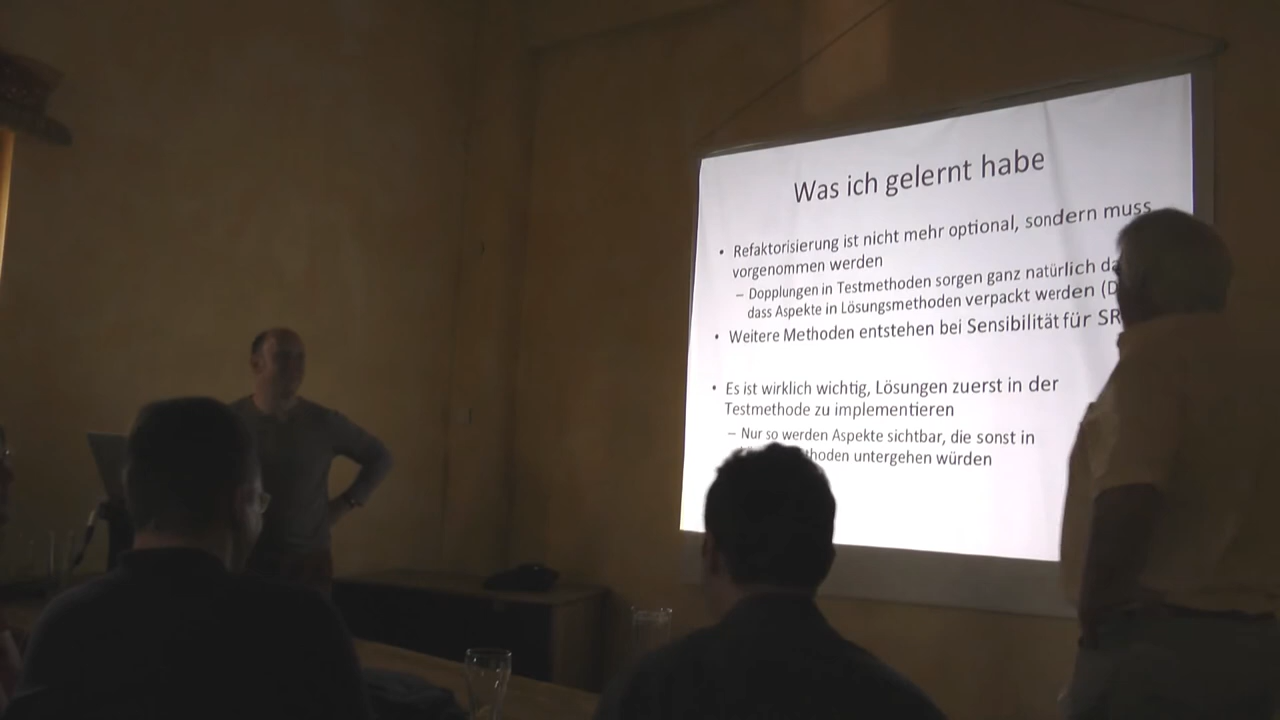 Was ich gelernt habe
• Refaktorisierung ist nicht mehr optional, sondern muss
vorgenommen werden
– Dopplungen in Testmethoden sorgen ganz natürlich
dass Aspekte in Lösungsmethoden verpackt werden
• Weitere Methoden entstehen bei Sensibilität für
• Es ist wirklich wichtig, Lösungen zuerst in der
Testmethode zu implementieren
– Nur so werden Aspekte sichtbar, die sonst in
untergehen würden